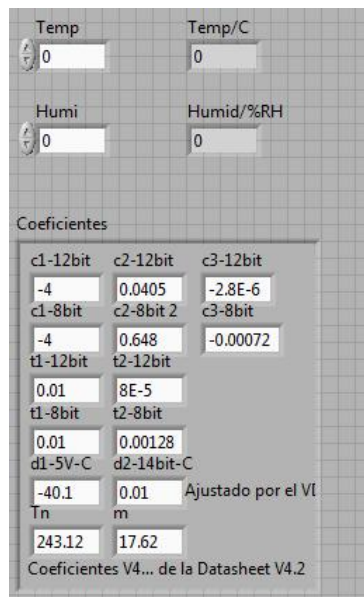 Temp Temp/C
0 0
Humi Humid/%RH
0 0
Coeficientes
c1-12bit c2-12bit c3-12bit
-4 0.0405 -2.8E-6
c1-8bit c2-8bit 2 c3-8bit
-4 0.648 -0.00072
t1-12bit t2-12bit
0.01 8E-5
t1-8bit t2-8bit
0.01 0.00128
d1-5V-C d2-14bit-C
-40.1 0.01 Ajustado por el VI
Tn m
243.12 17.62
Coeficientes V4... de la Datasheet V4.2